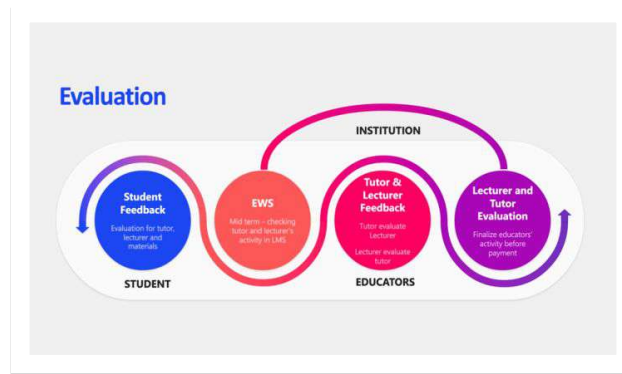 Evaluation
INSTITUTION
Student
Feedback
Evaluation for tutor,
lecturer and
materials
STUDENT
EWS
Mid term – checking
tutor and lecturer's
activity in LMS
Tutor &
Lecturer
Feedback
Tutor evaluate
Lecturer
Lecturer evaluate
tutor
EDUCATORS
Lecturer and
Tutor
Evaluation
Finalize educators'
activity before
payment